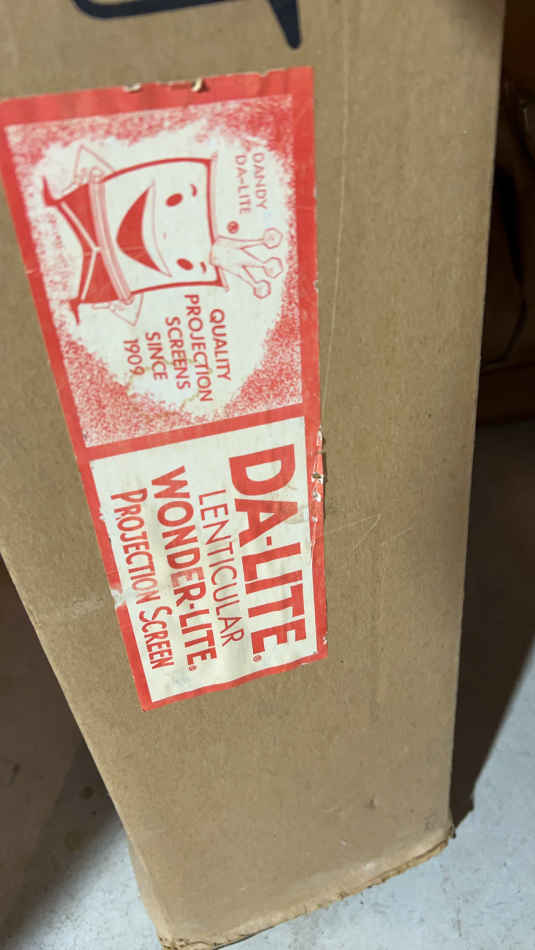 DANDY
DA-LITE
®
QUALITY
PROJECTION
SCREENS
SINCE
1909
DA-LITE®
LENTICULAR
WONDER-LITE®
PROJECTION SCREEN